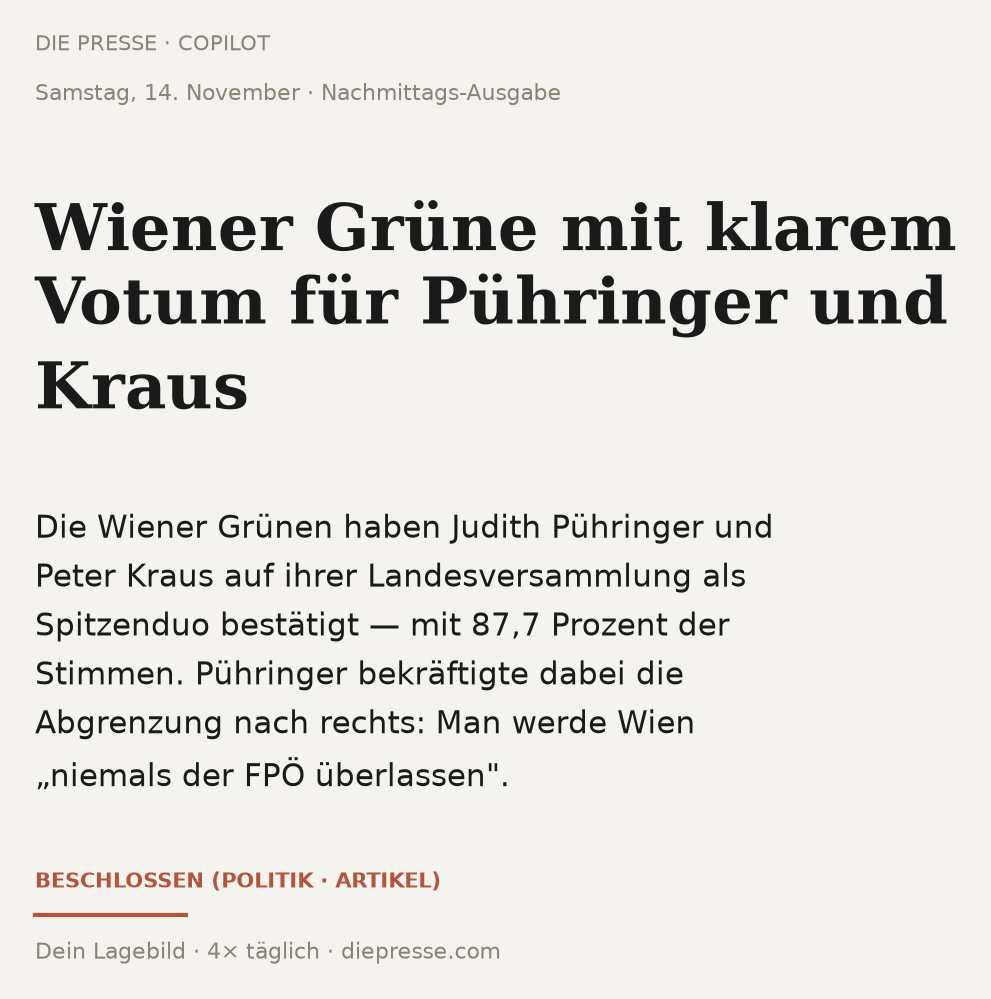 DIE PRESSE · COPILOT
Samstag, 14. November · Nachmittags-Ausgabe
Wiener Grüne mit klarem
Votum für Pühringer und
Kraus
Die Wiener Grünen haben Judith Pühringer und
Peter Kraus auf ihrer Landesversammlung als
Spitzenduo bestätigt — mit 87,7 Prozent der
Stimmen. Pühringer bekräftigte dabei die
Abgrenzung nach rechts: Man werde Wien
„niemals der FPÖ überlassen".
BESCHLOSSEN (POLITIK · ARTIKEL)
Dein Lagebild · 4× täglich · diepresse.com